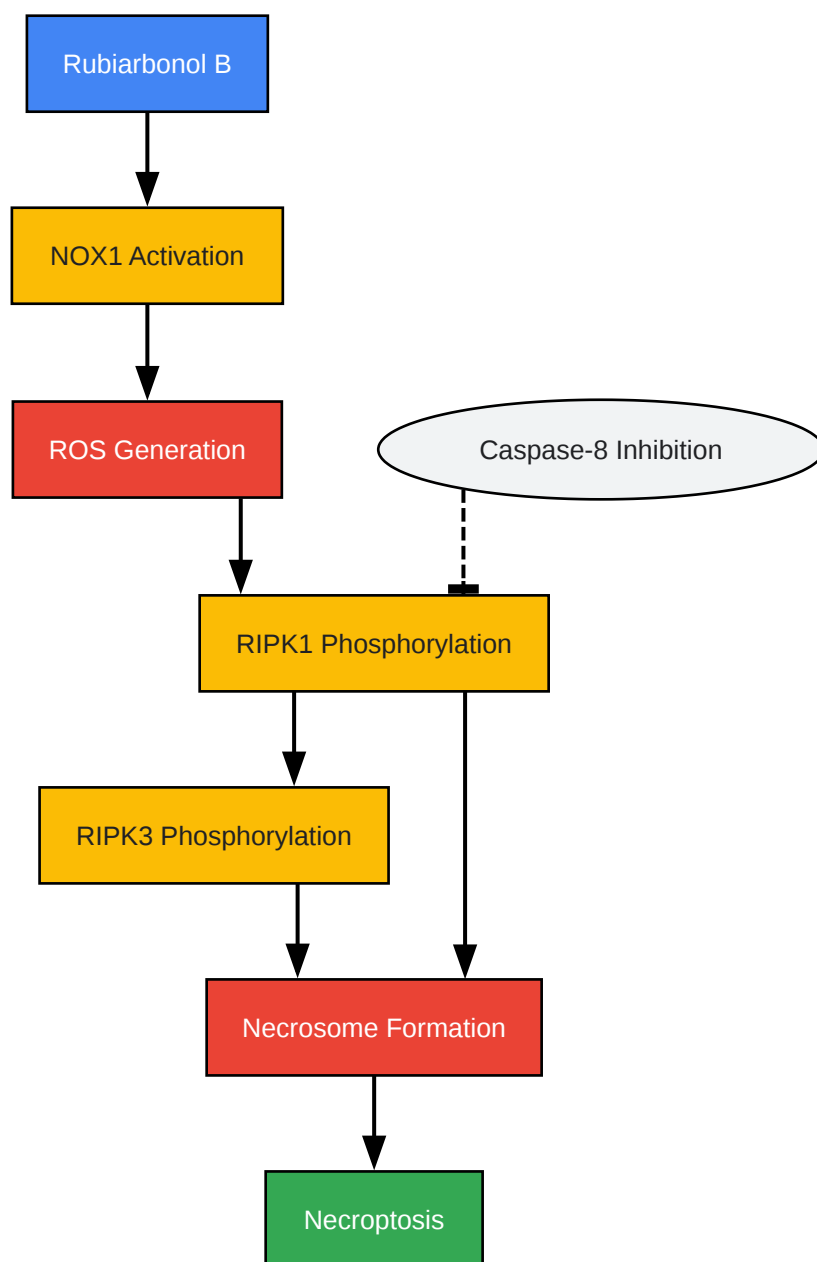 Rubiarbonol B
NOX1 Activation
ROS Generation
Caspase-8 Inhibition
RIPK1 Phosphorylation
RIPK3 Phosphorylation
Necrosome Formation
Necroptosis